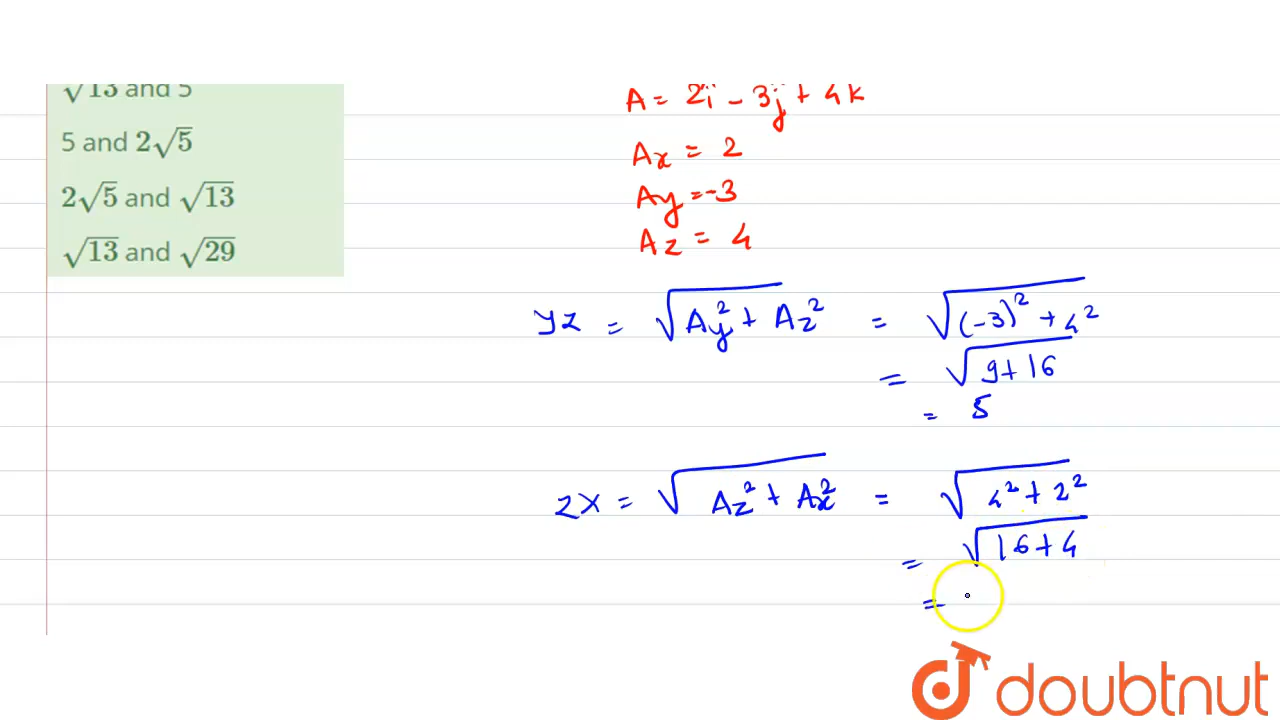 √13 and 5
5 and 2√5
2√5 and √13
√13 and √29
A = 2i - 3j + 4k
Ax = 2
Ay = -3
Az = 4
yz = √Ay² + Az² = √(-3)² + 4²
= √9+16
= 5
zx = √Az² + Ax² = √4² + 2²
= √16+4
=
doubtnut